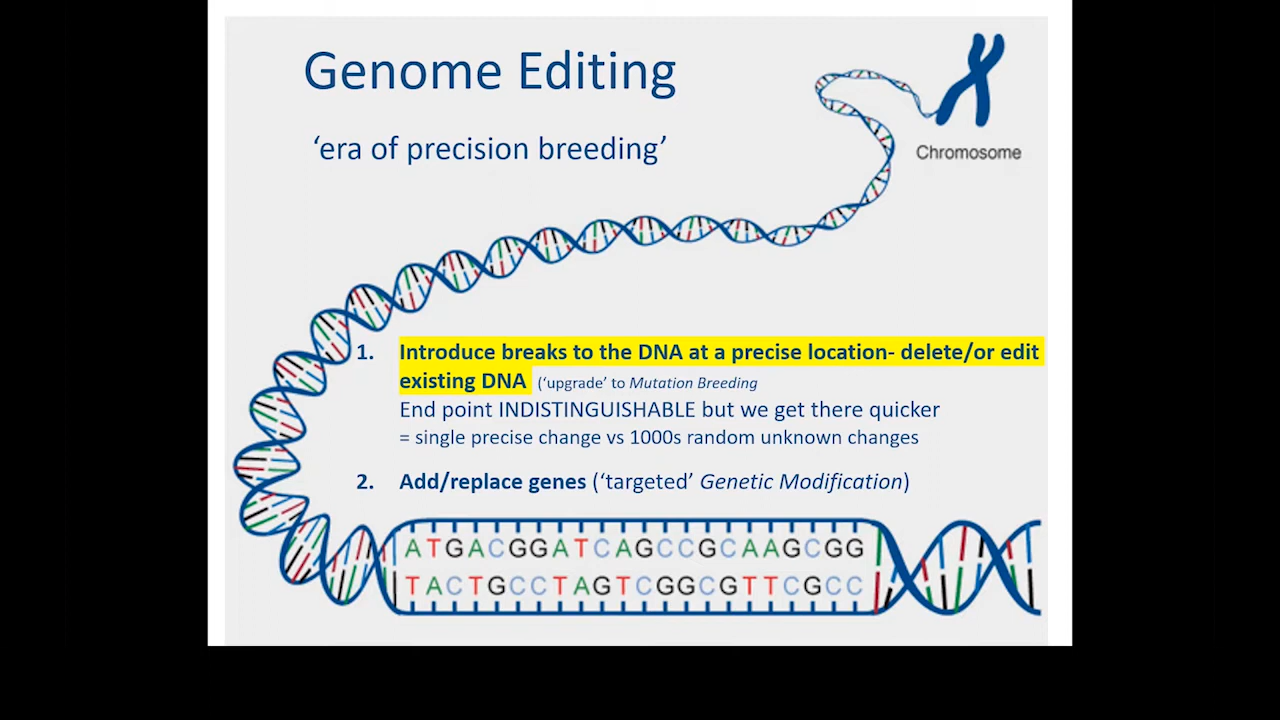 Genome Editing
‘era of precision breeding’
Chromosome
1. Introduce breaks to the DNA at a precise location- delete/or edit
existing DNA (‘upgrade’ to Mutation Breeding
End point INDISTINGUISHABLE but we get there quicker
= single precise change vs 1000s random unknown changes
2. Add/replace genes (‘targeted’ Genetic Modification)
ATGACGGATCAGCCGCAAGCGG
TACTGCCTAGTCGGCGTTCGCC